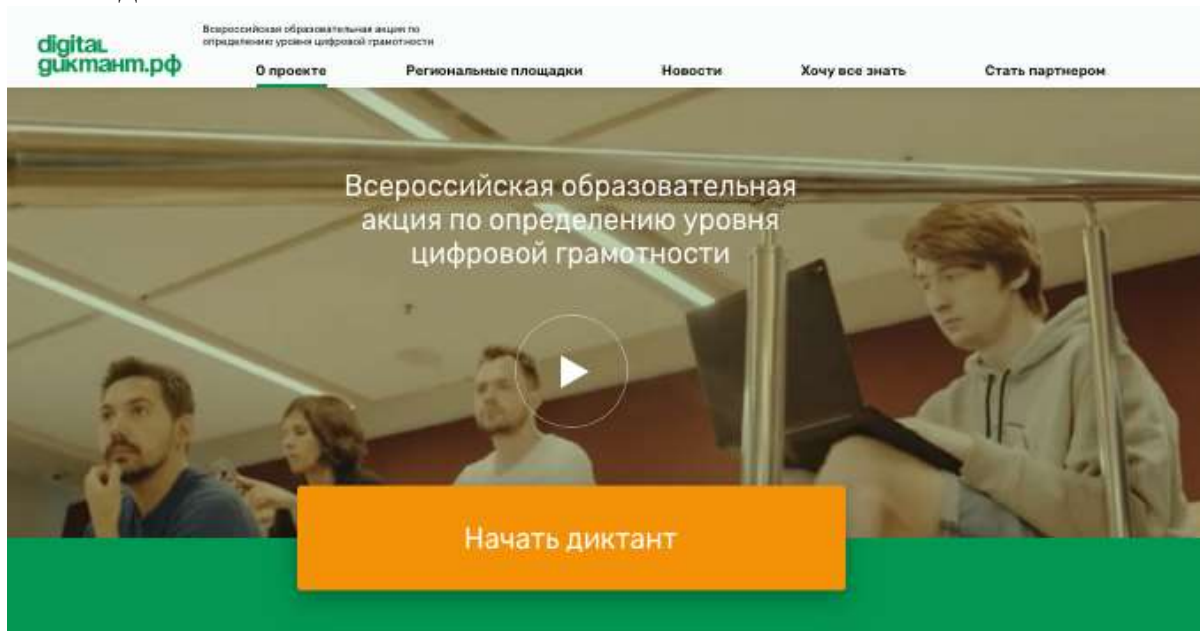 digital
диктант.рф
Всероссийская образовательная акция по
определению уровня цифровой грамотности
О проекте
Региональные площадки
Новости
Хочу все знать
Стать партнером
Всероссийская образовательная
акция по определению уровня
цифровой грамотности
Начать диктант